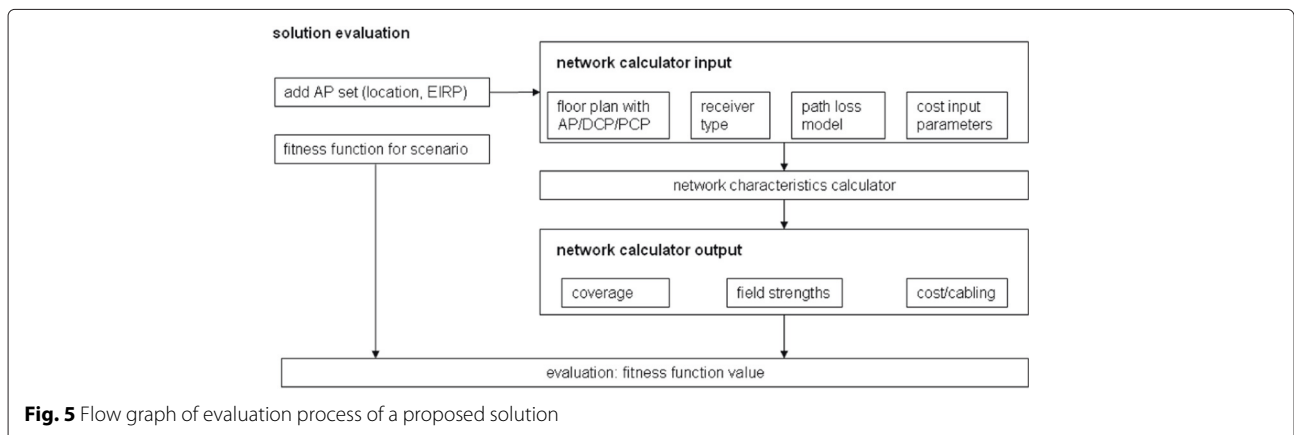 solution evaluation
network calculator input
add AP set (location, EIRP)
floor plan with
AP/DCP/PCP
receiver
type
path loss
model
cost input
parameters
fitness function for scenario
network characteristics calculator
network calculator output
coverage
field strengths
cost/cabling
evaluation: fitness function value
Fig. 5 Flow graph of evaluation process of a proposed solution